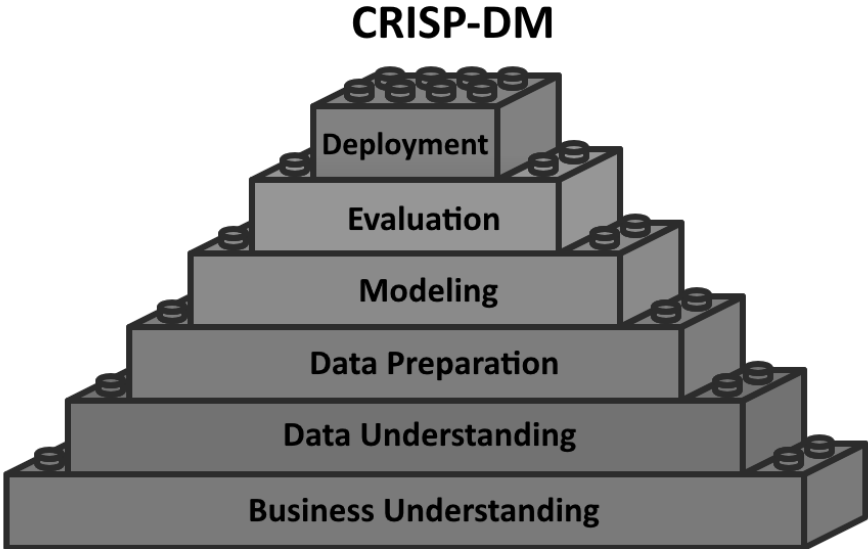 CRISP-DM
Deployment
Evaluation
Modeling
Data Preparation
Data Understanding
Business Understanding